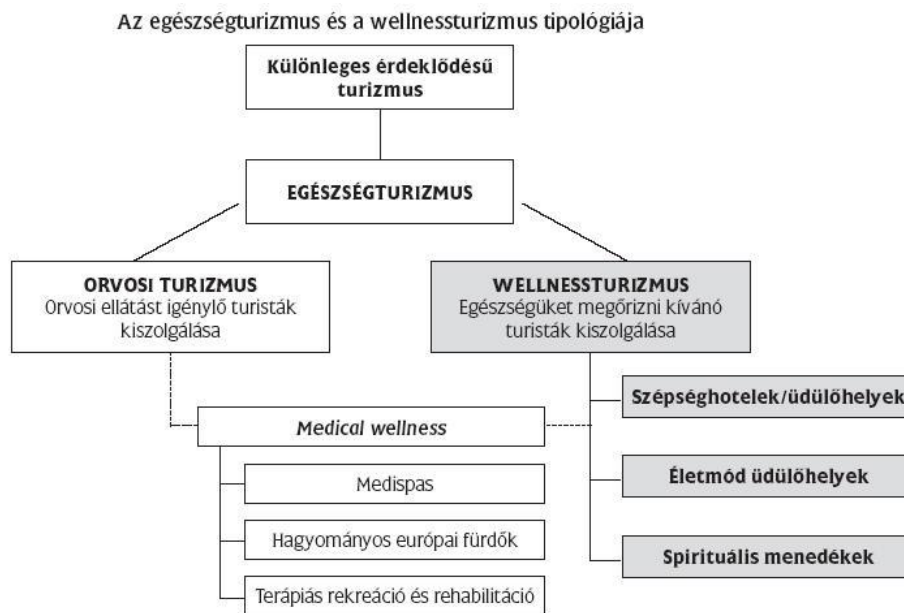 Az egészségturizmus és a wellnessturizmus tipológiája
Különleges érdeklődésű
turizmus
EGÉSZSÉGTURIZMUS
ORVOSI TURIZMUS
Orvosi ellátást igénylő turisták
kiszolgálása
WELLNESSTURIZMUS
Egészségüket megőrizni kívánó
turisták kiszolgálása
Szépséghotelek/üdülőhelyek
Medical wellness
Medispas
Életmód üdülőhelyek
Hagyományos európai fürdők
Spirituális menedékek
Terápiás rekreáció és rehabilitáció